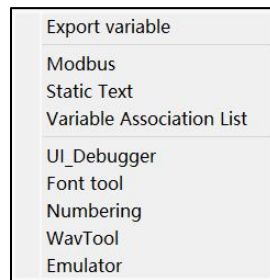 Export variable
Modbus
Static Text
Variable Association List
UI_Debugger
Font tool
Numbering
WavTool
Emulator